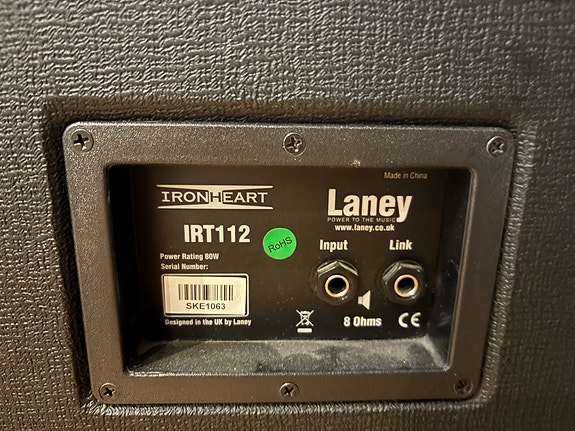 Made in China
IRONHEART
Laney
POWER TO THE MUSIC
www.laney.co.uk
IRT112
RoHS
Input
Link
Power Rating 80W
Serial Number:
SKE1063
Designed in the UK by Laney
8 Ohms
CE